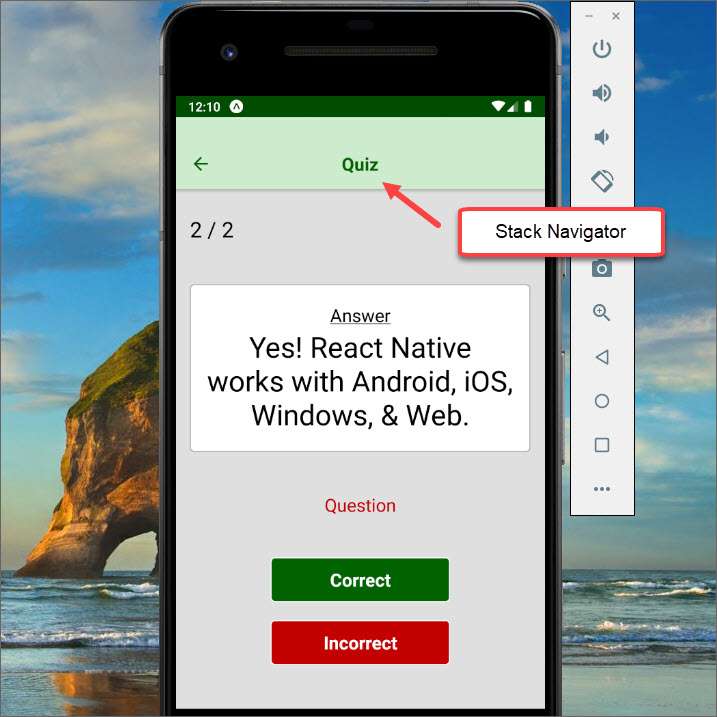 12:10
Quiz
2 / 2
Stack Navigator
Answer
Yes! React Native
works with Android, iOS,
Windows, & Web.
Question
Correct
Incorrect